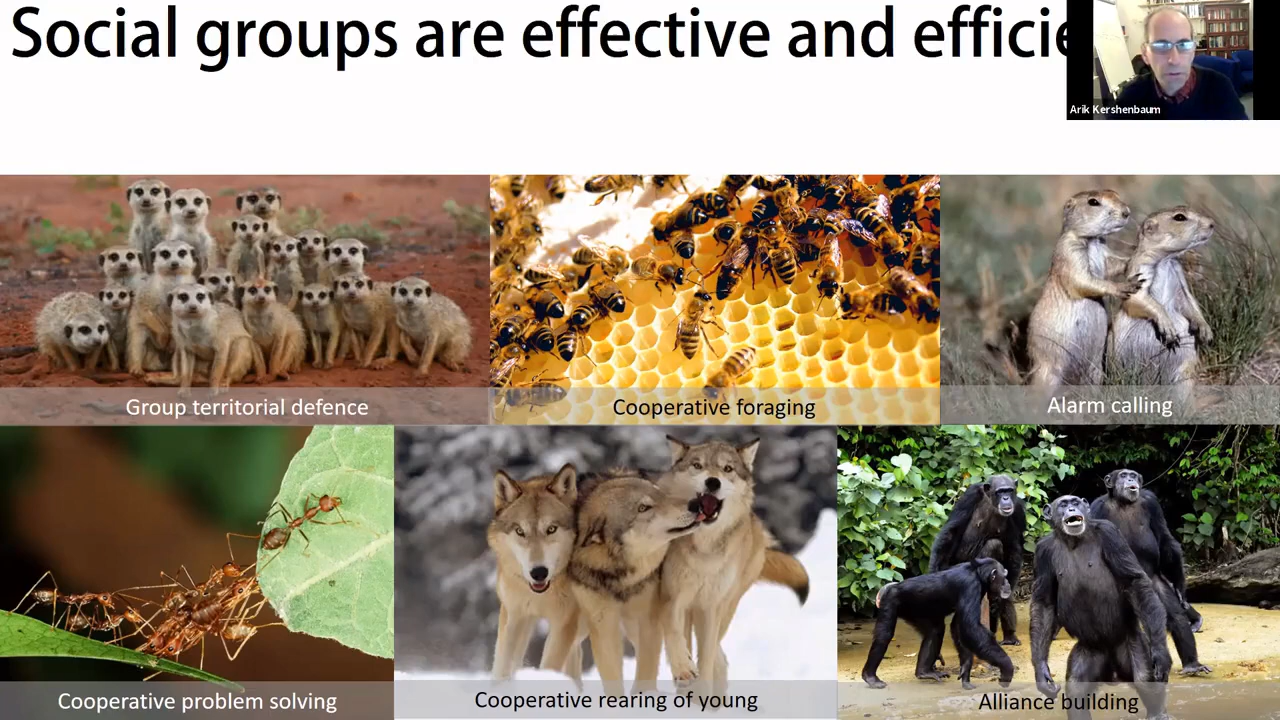 Social groups are effective and efficie
Arik Kershenbaum
Group territorial defence
Cooperative foraging
Alarm calling
Cooperative problem solving
Cooperative rearing of young
Alliance building